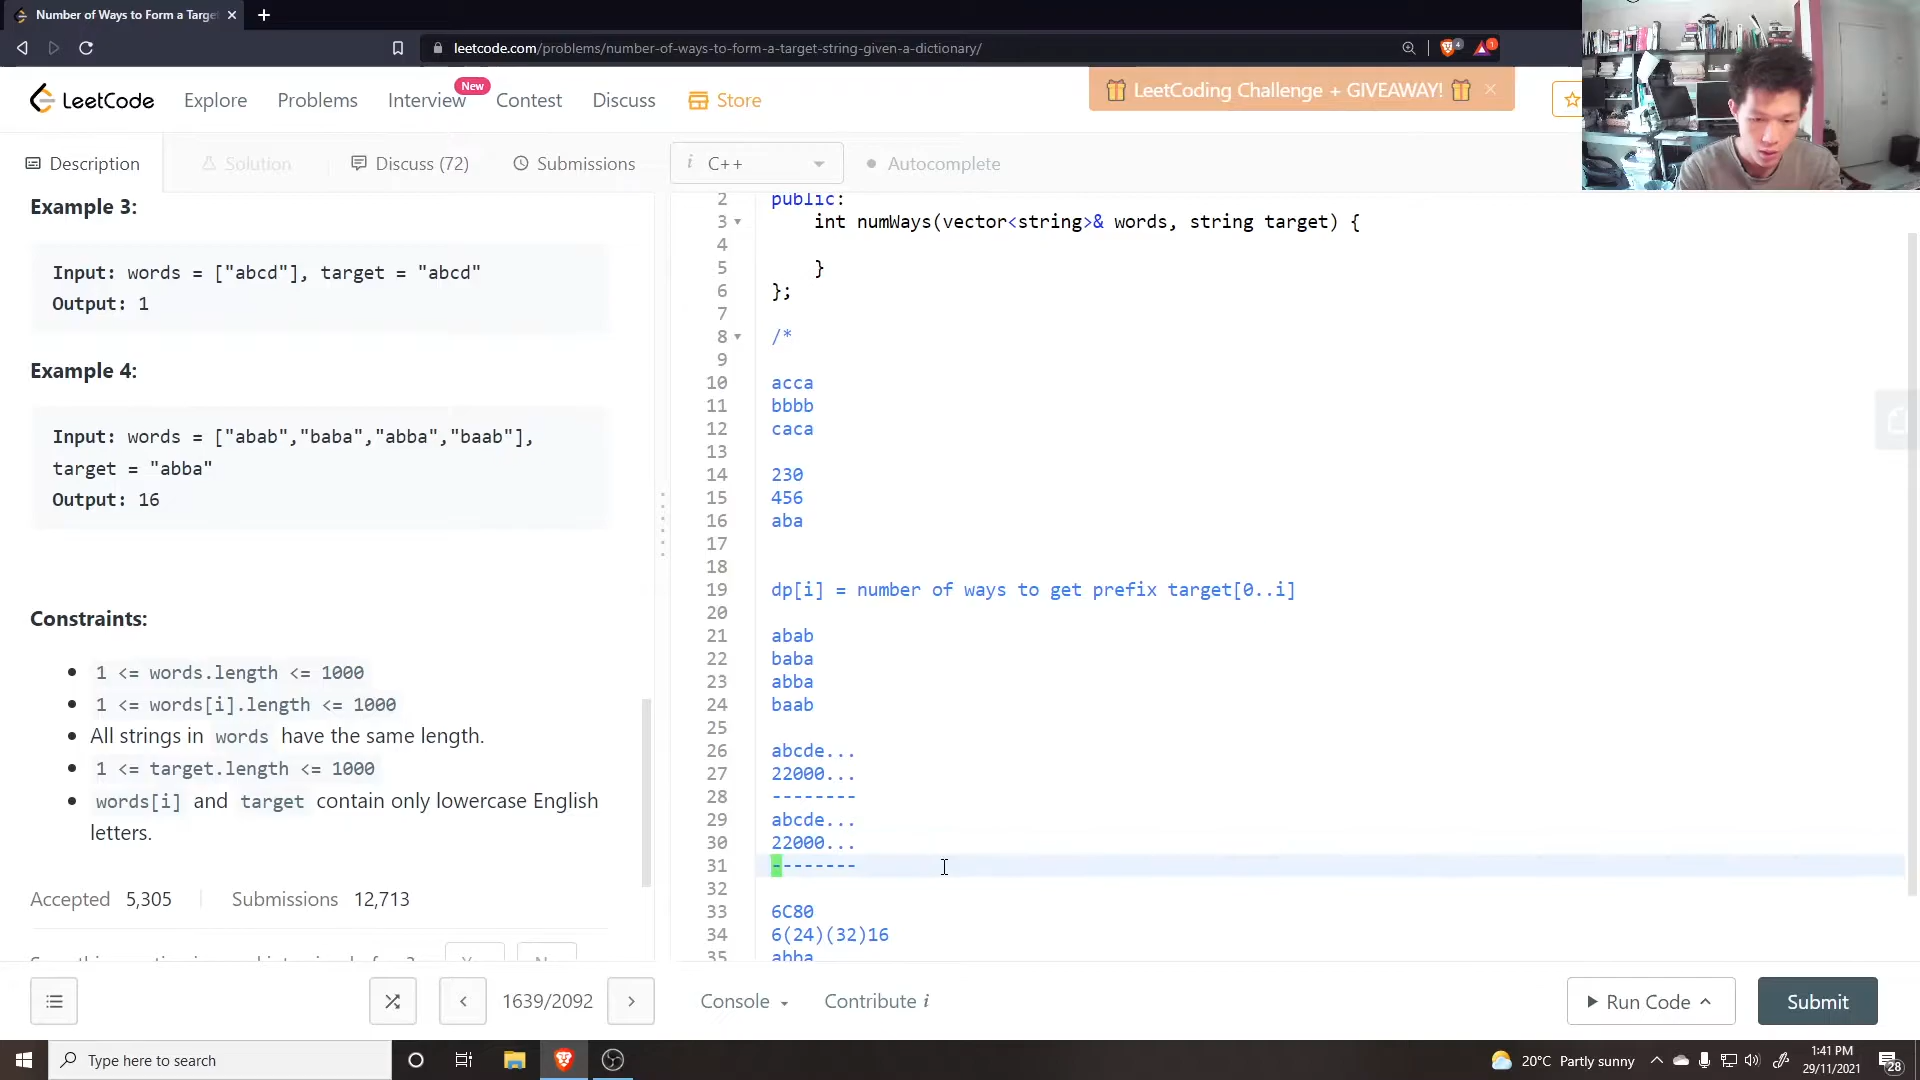 Number of Ways to Form a Targe
leetcode.com/problems/number-of-ways-to-form-a-target-string-given-a-dictionary/
LeetCode
Explore
Problems
Interview
New
Contest
Discuss
Store
LeetCoding Challenge + GIVEAWAY!
Description
Solution
Discuss (72)
Submissions
i C++
Autocomplete
Example 3:
Input: words = ["abcd"], target = "abcd"
Output: 1
Example 4:
Input: words = ["abab","baba","abba","baab"],
target = "abba"
Output: 16
Constraints:
1 <= words.length <= 1000
1 <= words[i].length <= 1000
All strings in words have the same length.
1 <= target.length <= 1000
words[i] and target contain only lowercase English
letters.
Accepted 5,305
Submissions 12,713
2 public:
3 int numWays(vector<string>& words, string target) {
4
5 }
6 };
7
8 /*
9
10 acca
11 bbbb
12 caca
13
14 230
15 456
16 aba
17
18
19 dp[i] = number of ways to get prefix target[0..i]
20
21 abab
22 baba
23 abba
24 baab
25
26 abcde...
27 22000...
28 --------
29 abcde...
30 22000...
31 --------
32
33 6C80
34 6(24)(32)16
35 abba
1639/2092
Console
Contribute i
Run Code
Submit
Type here to search
20°C Partly sunny
1:41 PM
29/11/2021
28